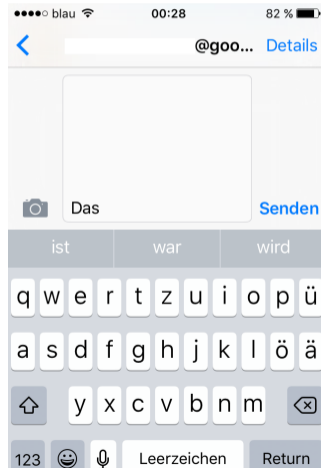 blau 00:28 82 %
@goo... Details
Das Senden
ist war wird
q w e r t z u i o p ü
a s d f g h j k l ö ä
y x c v b n m
123 Leerzeichen Return